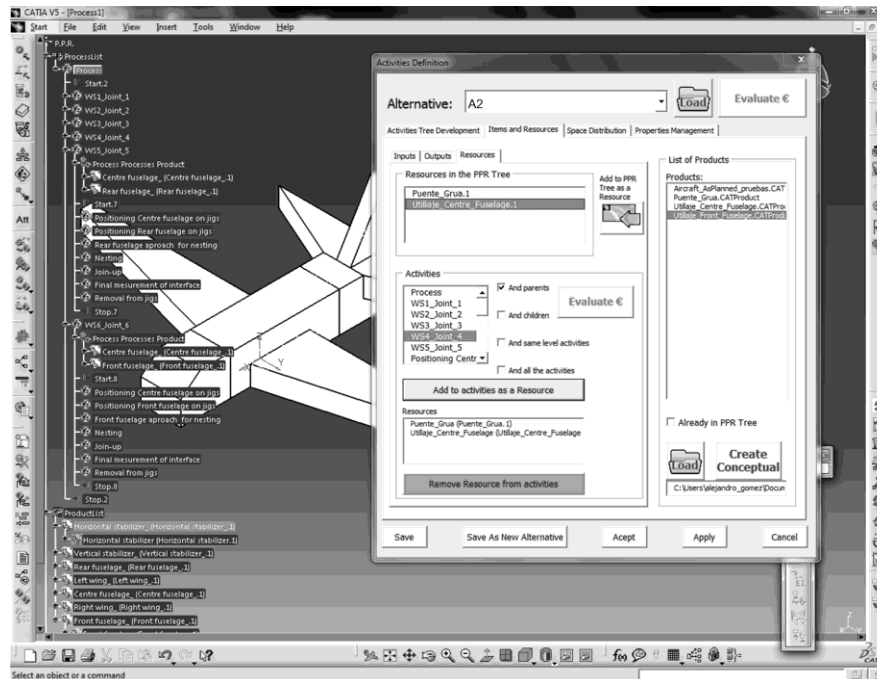 CATIA V5 - [Process1]
Start File Edit View Insert Tools Window Help
P.P.R.
ProcessList
Process
Start.2
WS1_Joint_1
WS2_Joint_2
WS3_Joint_3
WS4_Joint_4
WS5_Joint_5
Process Processes Product
Centre fuselage_ (Centre fuselage_.1)
Rear fuselage_ (Rear fuselage_.1)
Start.7
Positioning Centre fuselage on jigs
Positioning Rear fuselage on jigs
Rear fuselage aproach for nesting
Nesting
Join-up
Final mesurement of interface
Removal from jigs
Stop.7
WS6_Joint_6
Process Processes Product
Centre fuselage_ (Centre fuselage_.1)
Front fuselage_ (Front fuselage_.1)
Start.8
Positioning Centre fuselage on jigs
Positioning Front fuselage on jigs
Front fuselage aproach for nesting
Nesting
Join-up
Final mesurement of interface
Removal from jigs
Stop.8
Stop.2
ProductList
Horizontal stabilizer_ (Horizontal stabilizer_.1)
Horizontal stabilizer (Horizontal stabilizer.1)
Vertical stabilizer_ (Vertical stabilizer_.1)
Rear fuselage_ (Rear fuselage_.1)
Left wing_ (Left wing_.1)
Centre fuselage_ (Centre fuselage_.1)
Right wing_ (Right wing_.1)
Front fuselage_ (Front fuselage_.1)
Att
Z
X
Y
Activities Definition
Alternative: A2
Load
Evaluate €
Activities Tree Development Items and Resources Space Distribution Properties Management
Inputs Outputs Resources
Resources in the PPR Tree
Puente_Grua.1
Utillaje_Centre_Fuselage.1
Add to PPR
Tree as a
Resource
Activities
Process
WS1_Joint_1
WS2_Joint_2
WS3_Joint_3
WS4_Joint_4
WS5_Joint_5
Positioning Centr
And parents
And children
And same level activities
And all the activities
Evaluate €
Add to activities as a Resource
Resources
Puente_Grua (Puente_Grua.1)
Utillaje_Centre_Fuselage (Utillaje_Centre_Fuselage
Remove Resource from activities
List of Products
Products:
Aircraft_AsPlanned_pruebas.CAT
Puente_Grua.CATProduct
Utillaje_Centre_Fuselage.CATPro
Utillaje_Front_Fuselage.CATProd
Already in PPR Tree
Load
Create
Conceptual
C:\Users\alejandro_gomez\Docun
Save Save As New Alternative Acept Apply Cancel
Select an object or a command